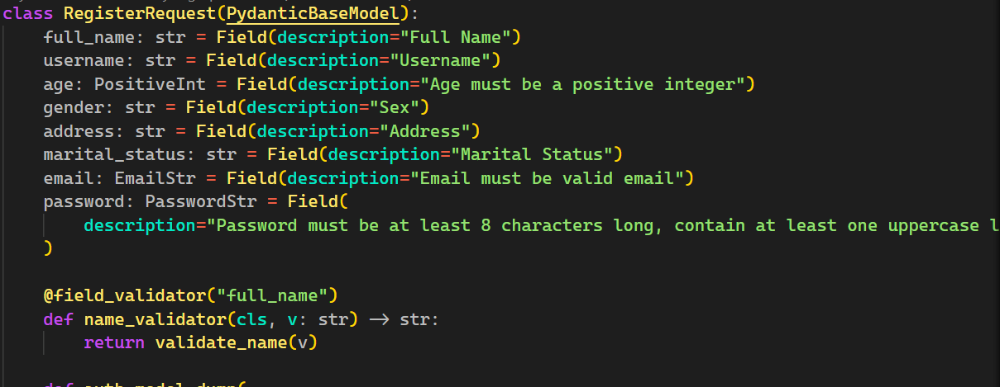 class RegisterRequest(PydanticBaseModel):
    full_name: str = Field(description="Full Name")
    username: str = Field(description="Username")
    age: PositiveInt = Field(description="Age must be a positive integer")
    gender: str = Field(description="Sex")
    address: str = Field(description="Address")
    marital_status: str = Field(description="Marital Status")
    email: EmailStr = Field(description="Email must be valid email")
    password: PasswordStr = Field(
        description="Password must be at least 8 characters long, contain at least one uppercase l
    )
    @field_validator("full_name")
    def name_validator(cls, v: str) -> str:
        return validate_name(v)